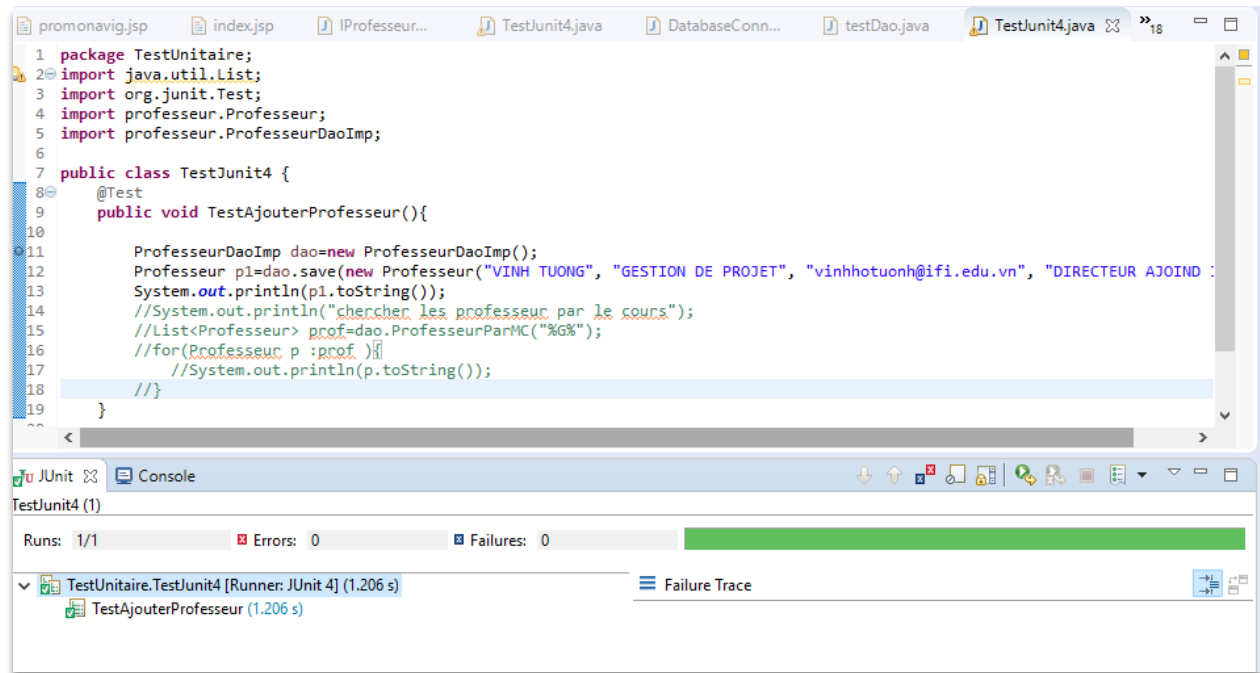 promonavig.jsp index.jsp IProfesseur... TestJunit4.java DatabaseConn... testDao.java TestJunit4.java »18
1 package TestUnitaire;
2 import java.util.List;
3 import org.junit.Test;
4 import professeur.Professeur;
5 import professeur.ProfesseurDaoImp;
6
7 public class TestJunit4 {
8 @Test
9 public void TestAjouterProfesseur(){
10
11 ProfesseurDaoImp dao=new ProfesseurDaoImp();
12 Professeur p1=dao.save(new Professeur("VINH TUONG", "GESTION DE PROJET", "vinhhotuonh@ifi.edu.vn", "DIRECTEUR AJOIND
13 System.out.println(p1.toString());
14 //System.out.println("chercher les professeur par le cours");
15 //List<Professeur> prof=dao.ProfesseurParMC("%G%");
16 //for(Professeur p :prof ){
17 //System.out.println(p.toString());
18 //}
19 }
JUnit Console
TestJunit4 (1)
Runs: 1/1 Errors: 0 Failures: 0
TestUnitaire.TestJunit4 [Runner: JUnit 4] (1.206 s) Failure Trace
TestAjouterProfesseur (1.206 s)